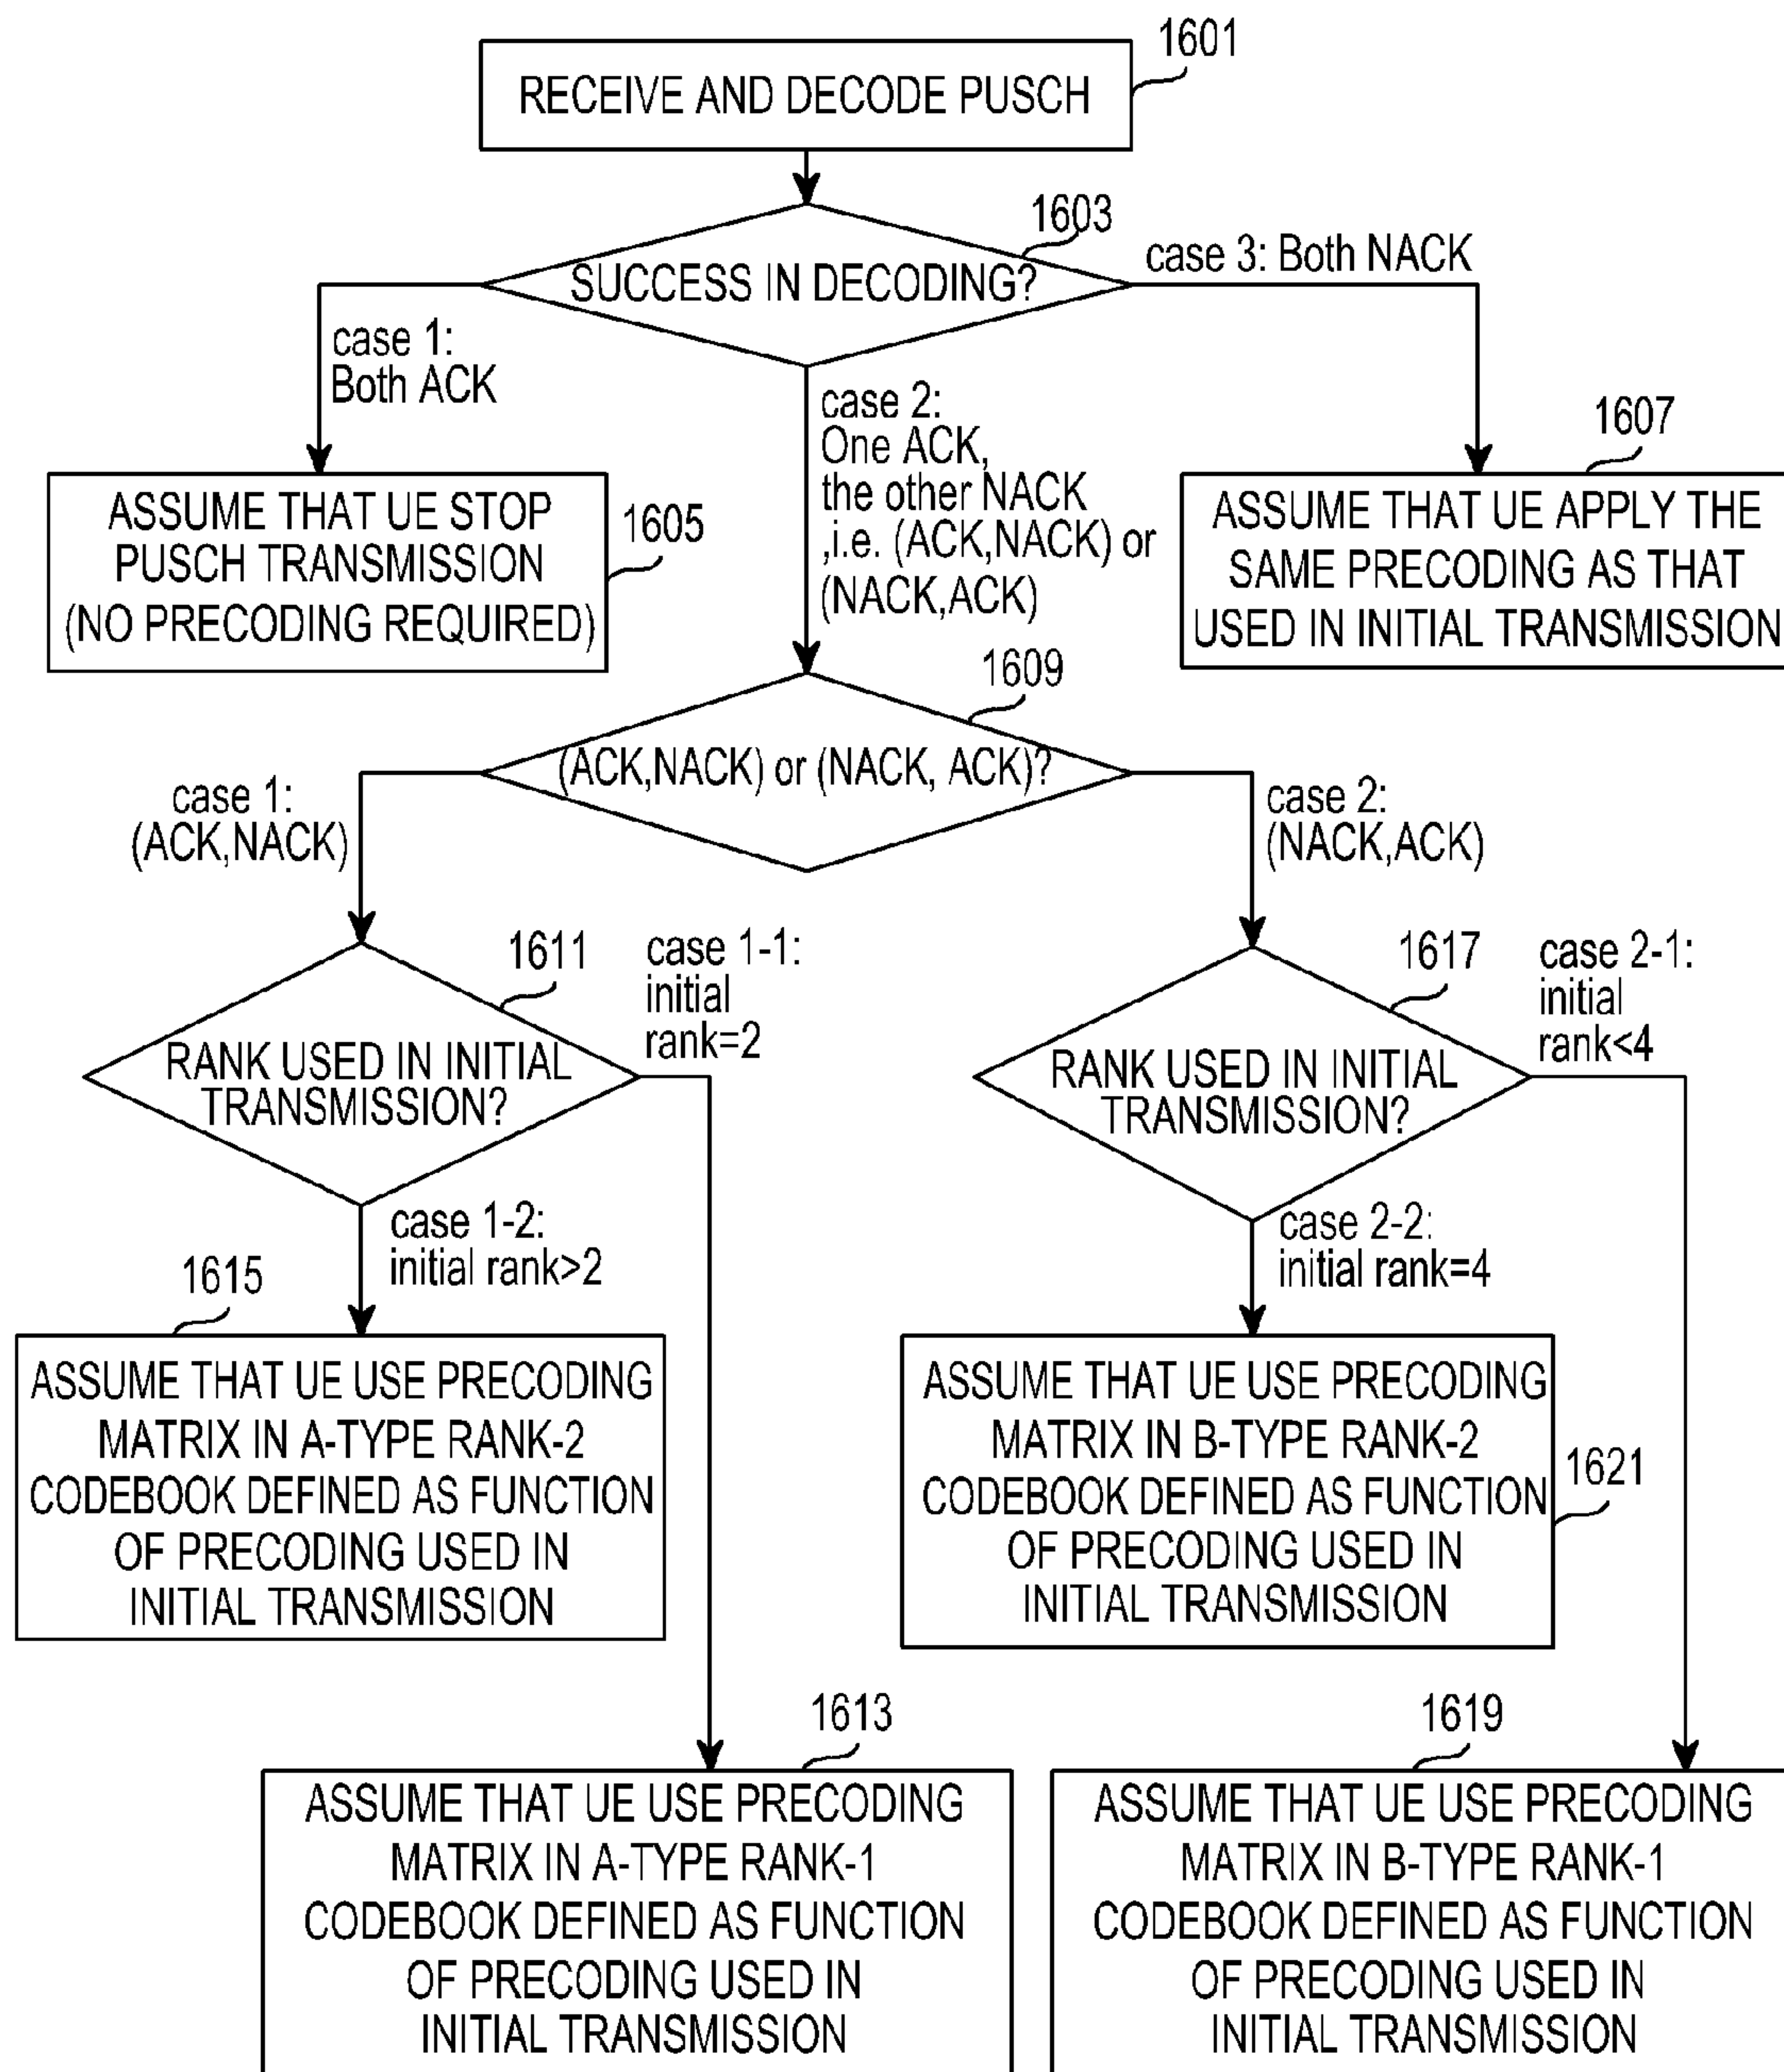 1601
RECEIVE AND DECODE PUSCH
1603
SUCCESS IN DECODING?
case 3: Both NACK
case 1:
Both ACK
case 2:
One ACK,
the other NACK
,i.e. (ACK,NACK) or
(NACK,ACK)
1605
ASSUME THAT UE STOP
PUSCH TRANSMISSION
(NO PRECODING REQUIRED)
1607
ASSUME THAT UE APPLY THE
SAME PRECODING AS THAT
USED IN INITIAL TRANSMISSION
1609
(ACK,NACK) or (NACK, ACK)?
case 1:
(ACK,NACK)
case 2:
(NACK,ACK)
1611
RANK USED IN INITIAL
TRANSMISSION?
case 1-1:
initial
rank=2
1617
RANK USED IN INITIAL
TRANSMISSION?
case 2-1:
initial
rank<4
case 1-2:
initial rank>2
case 2-2:
initial rank=4
1615
ASSUME THAT UE USE PRECODING
MATRIX IN A-TYPE RANK-2
CODEBOOK DEFINED AS FUNCTION
OF PRECODING USED IN
INITIAL TRANSMISSION
ASSUME THAT UE USE PRECODING
MATRIX IN B-TYPE RANK-2
CODEBOOK DEFINED AS FUNCTION
OF PRECODING USED IN
INITIAL TRANSMISSION
1621
1613
ASSUME THAT UE USE PRECODING
MATRIX IN A-TYPE RANK-1
CODEBOOK DEFINED AS FUNCTION
OF PRECODING USED IN
INITIAL TRANSMISSION
1619
ASSUME THAT UE USE PRECODING
MATRIX IN B-TYPE RANK-1
CODEBOOK DEFINED AS FUNCTION
OF PRECODING USED IN
INITIAL TRANSMISSION